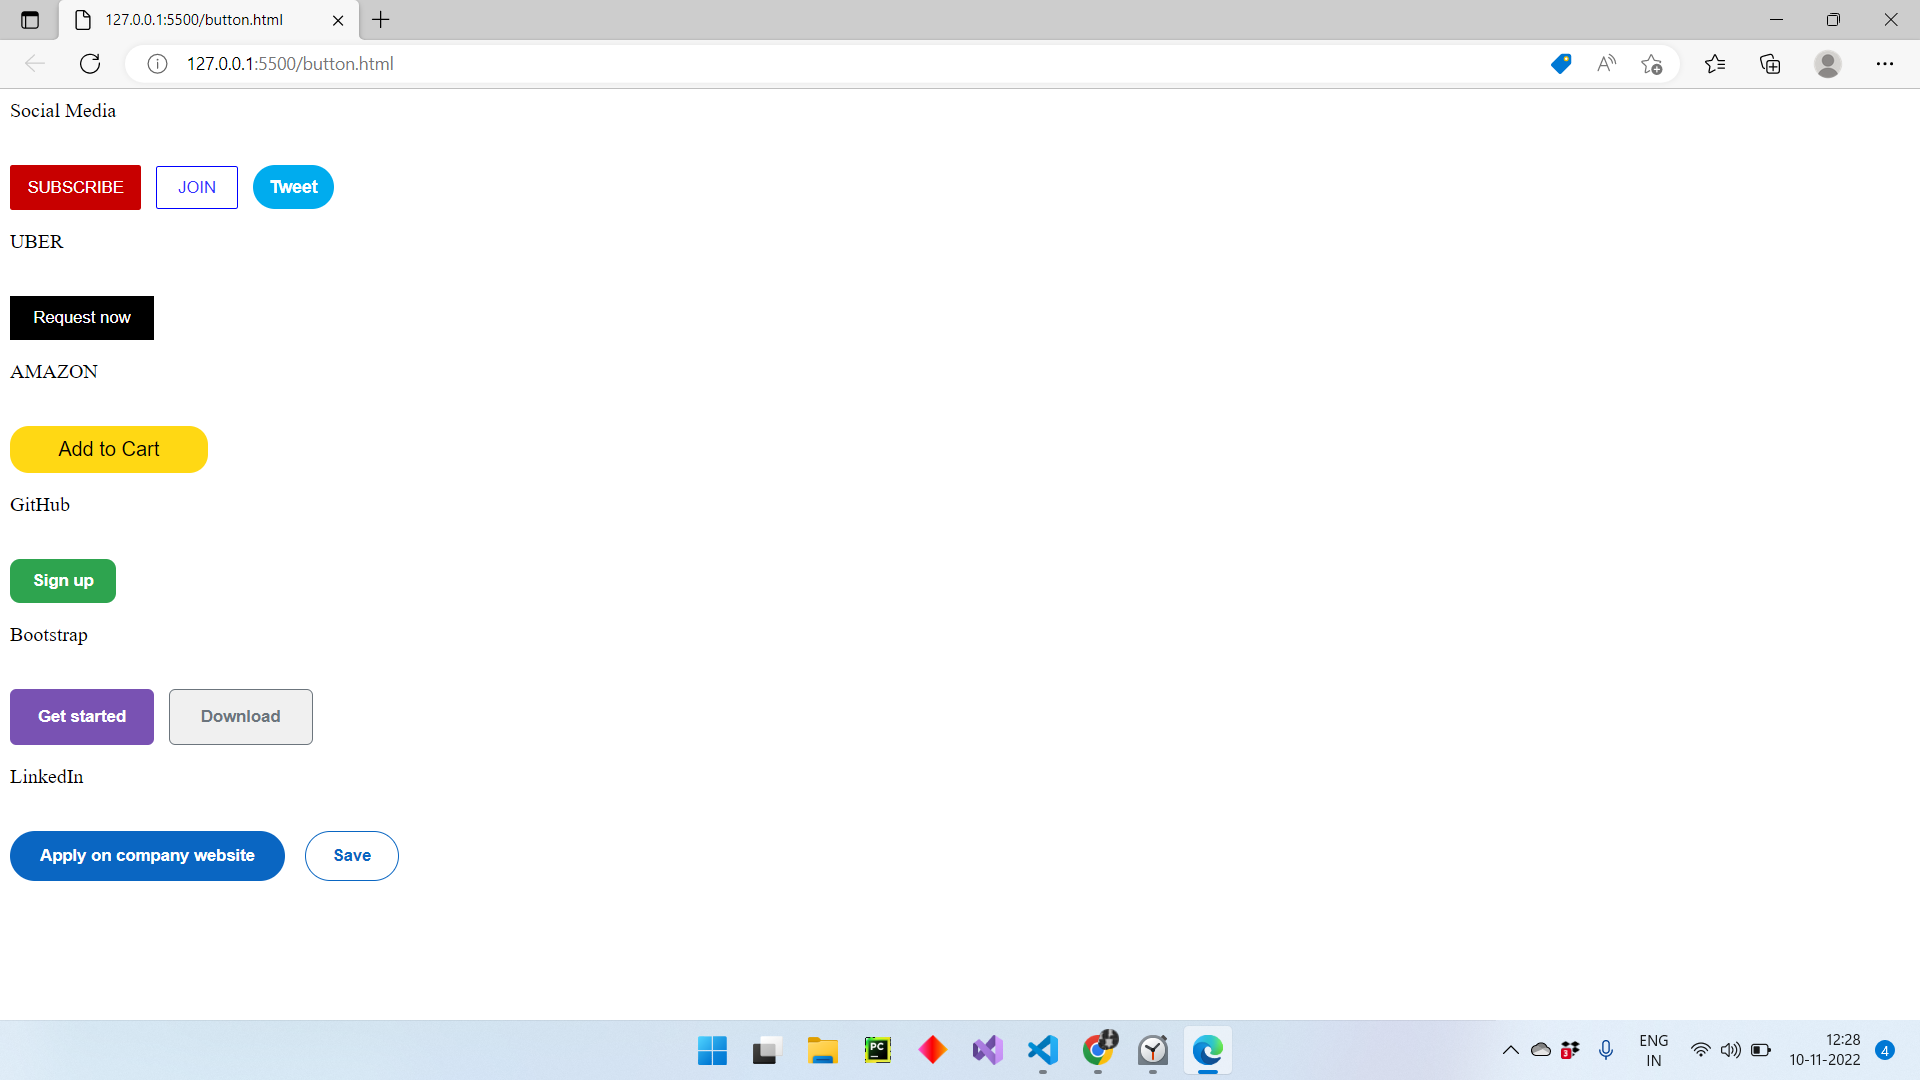 127.0.0.1:5500/button.html
127.0.0.1:5500/button.html
Social Media
SUBSCRIBE JOIN Tweet
UBER
Request now
AMAZON
Add to Cart
GitHub
Sign up
Bootstrap
Get started Download
LinkedIn
Apply on company website Save
PC
3
ENG
IN
12:28
10-11-2022
4